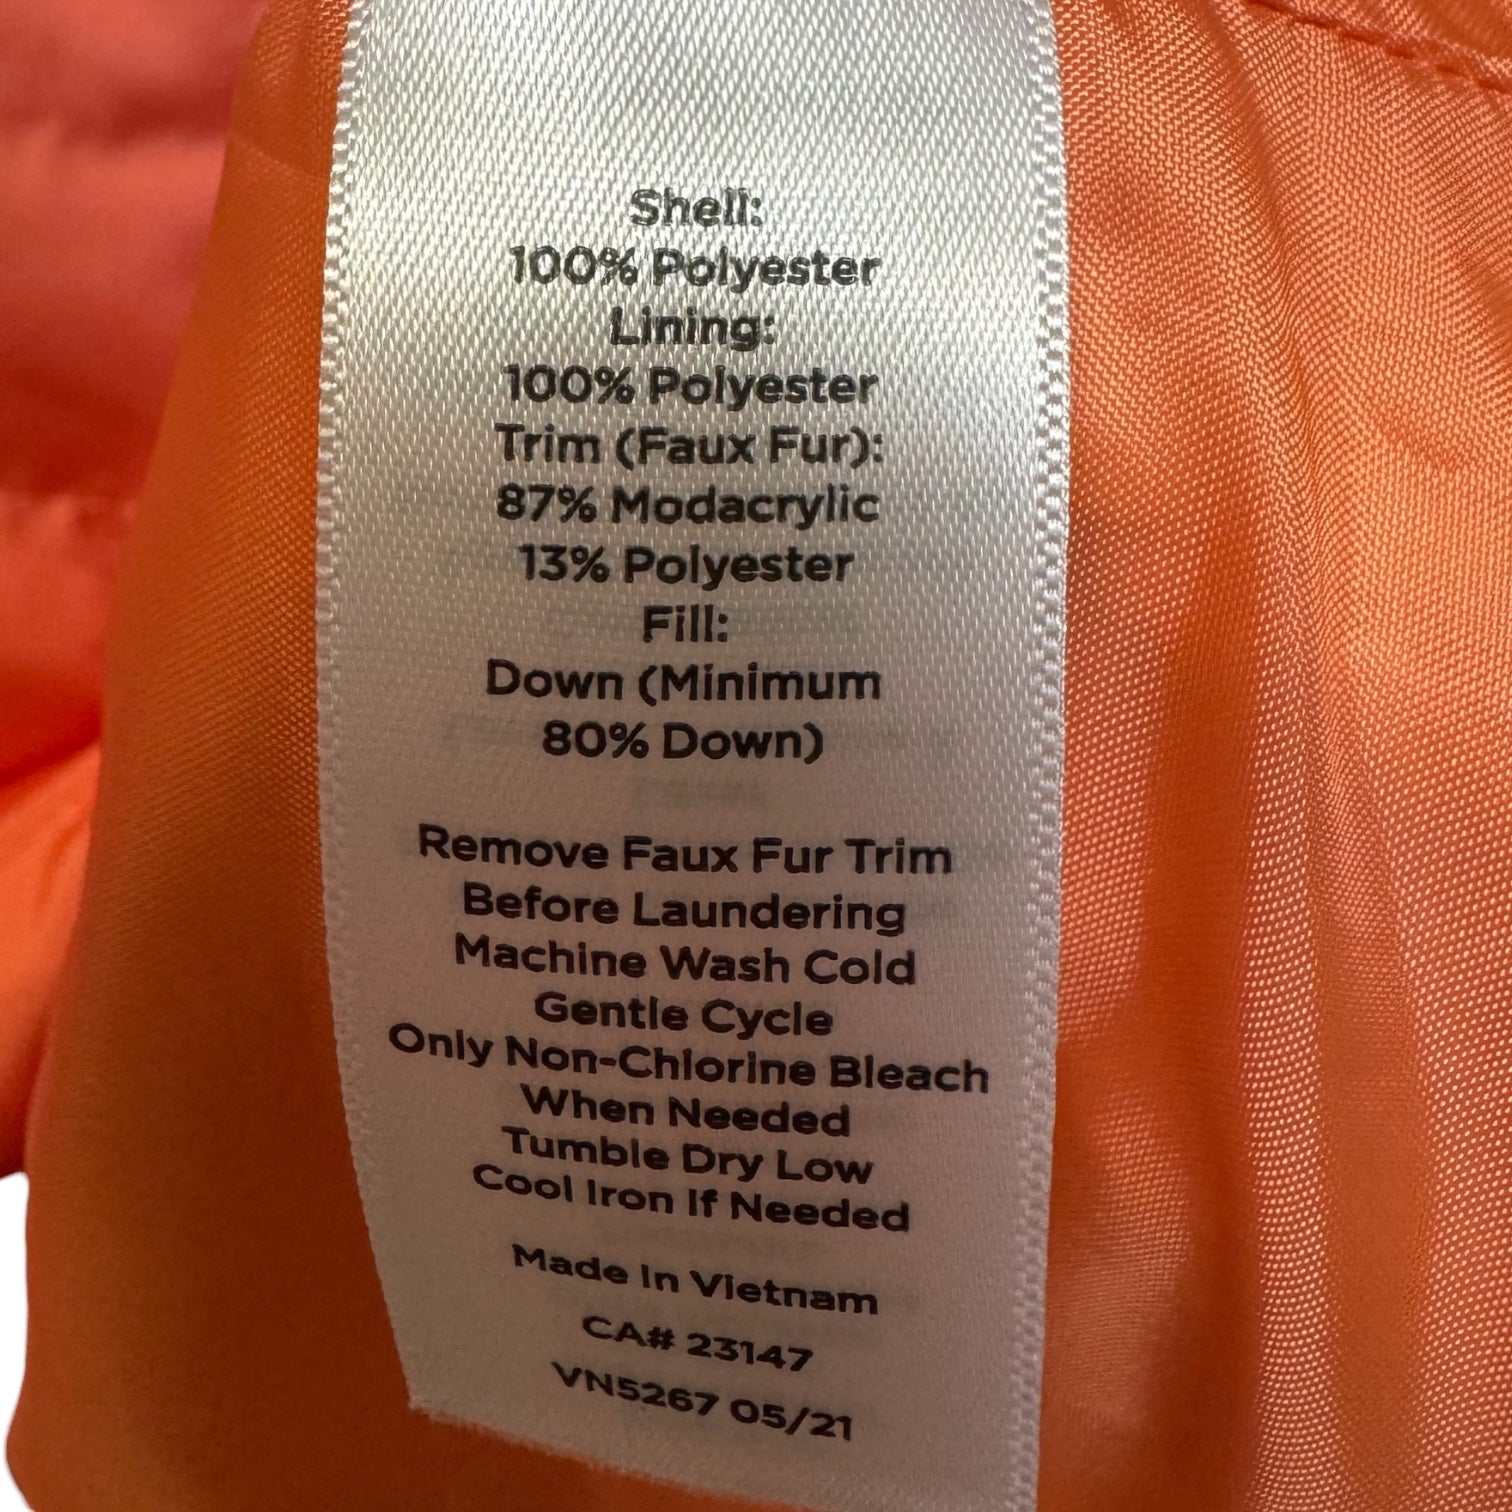 Shell:
100% Polyester
Lining:
100% Polyester
Trim (Faux Fur):
87% Modacrylic
13% Polyester
Fill:
Down (Minimum
80% Down)
Remove Faux Fur Trim
Before Laundering
Machine Wash Cold
Gentle Cycle
Only Non-Chlorine Bleach
When Needed
Tumble Dry Low
Cool Iron If Needed
Made In Vietnam
CA# 23147
VN5267 05/21